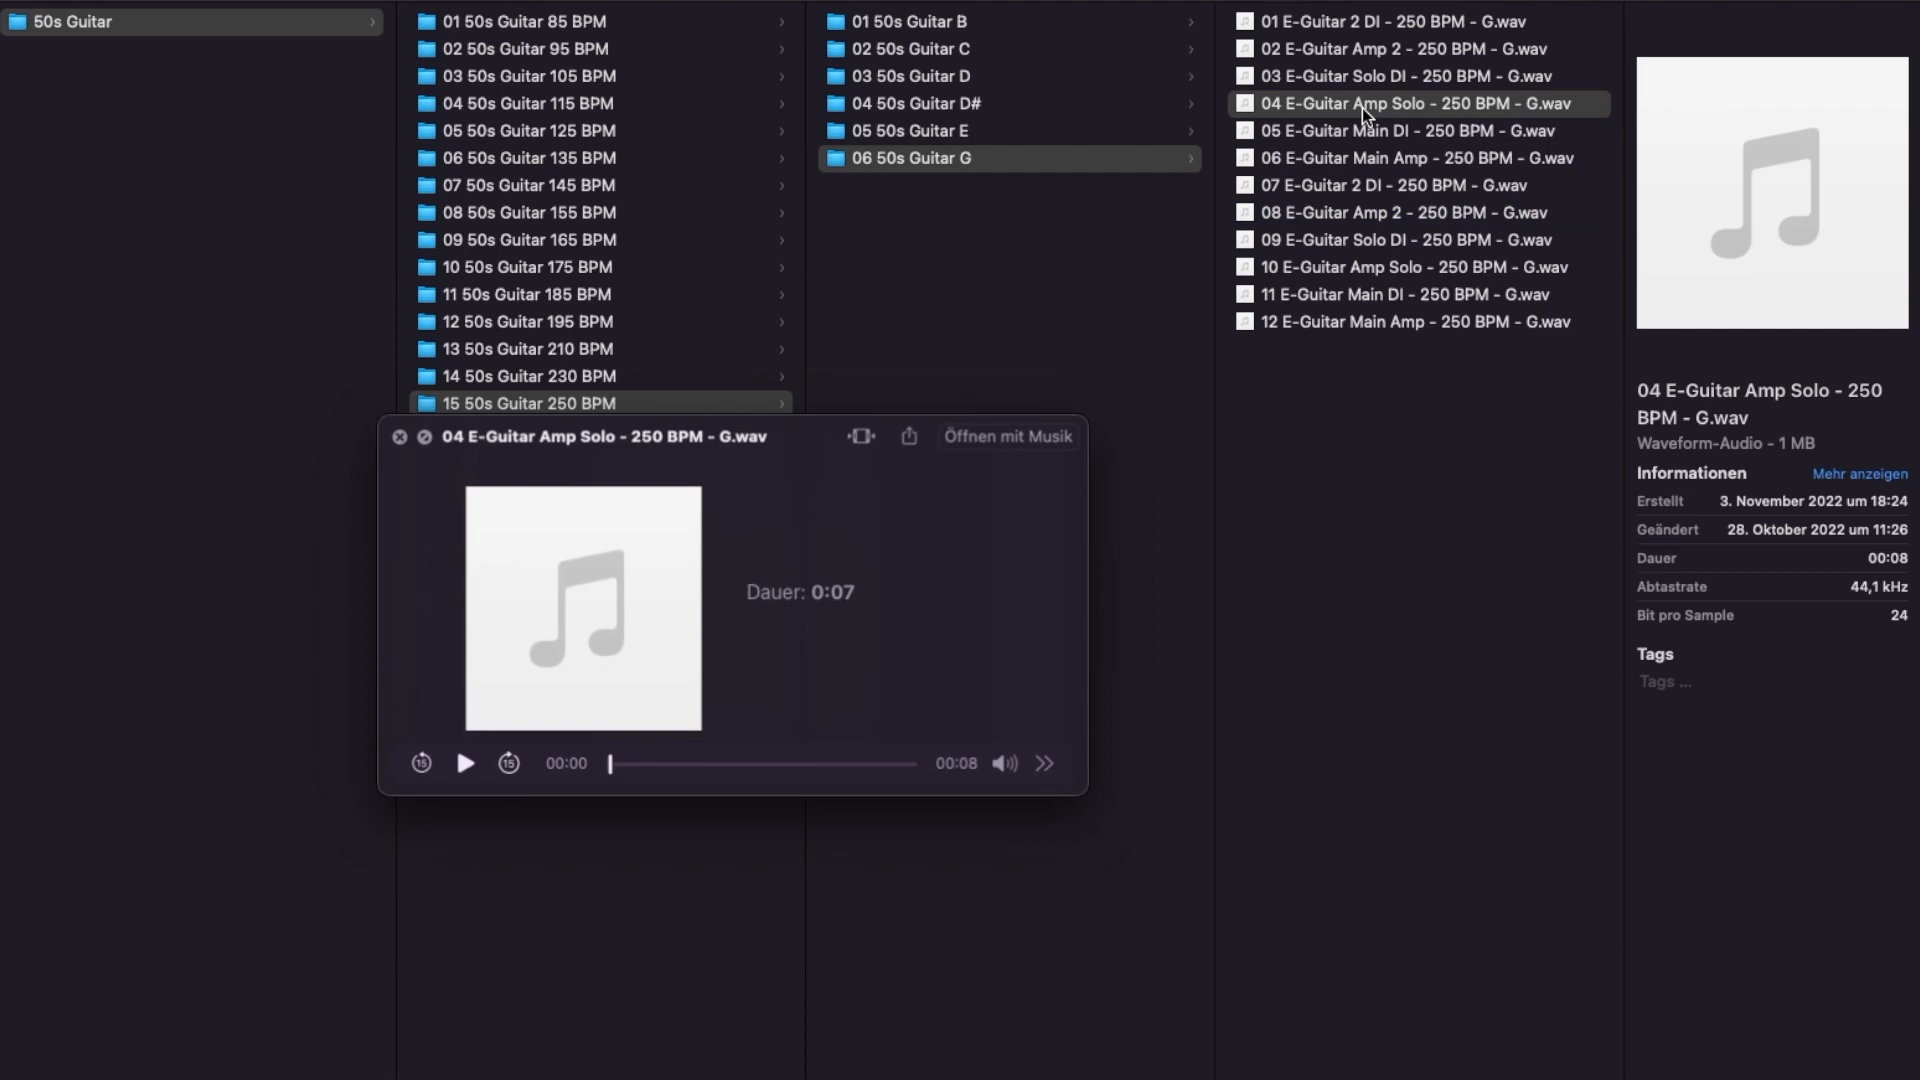 50s Guitar
01 50s Guitar 85 BPM
02 50s Guitar 95 BPM
03 50s Guitar 105 BPM
04 50s Guitar 115 BPM
05 50s Guitar 125 BPM
06 50s Guitar 135 BPM
07 50s Guitar 145 BPM
08 50s Guitar 155 BPM
09 50s Guitar 165 BPM
10 50s Guitar 175 BPM
11 50s Guitar 185 BPM
12 50s Guitar 195 BPM
13 50s Guitar 210 BPM
14 50s Guitar 230 BPM
15 50s Guitar 250 BPM
01 50s Guitar B
02 50s Guitar C
03 50s Guitar D
04 50s Guitar D#
05 50s Guitar E
06 50s Guitar G
01 E-Guitar 2 DI - 250 BPM - G.wav
02 E-Guitar Amp 2 - 250 BPM - G.wav
03 E-Guitar Solo DI - 250 BPM - G.wav
04 E-Guitar Amp Solo - 250 BPM - G.wav
05 E-Guitar Main DI - 250 BPM - G.wav
06 E-Guitar Main Amp - 250 BPM - G.wav
07 E-Guitar 2 DI - 250 BPM - G.wav
08 E-Guitar Amp 2 - 250 BPM - G.wav
09 E-Guitar Solo DI - 250 BPM - G.wav
10 E-Guitar Amp Solo - 250 BPM - G.wav
11 E-Guitar Main DI - 250 BPM - G.wav
12 E-Guitar Main Amp - 250 BPM - G.wav
04 E-Guitar Amp Solo - 250 BPM - G.wav
Öffnen mit Musik
Dauer: 0:07
15
15
00:00
00:08
04 E-Guitar Amp Solo - 250
BPM - G.wav
Waveform-Audio - 1 MB
Informationen Mehr anzeigen
Erstellt 3. November 2022 um 18:24
Geändert 28. Oktober 2022 um 11:26
Dauer 00:08
Abtastrate 44,1 kHz
Bit pro Sample 24
Tags
Tags ...